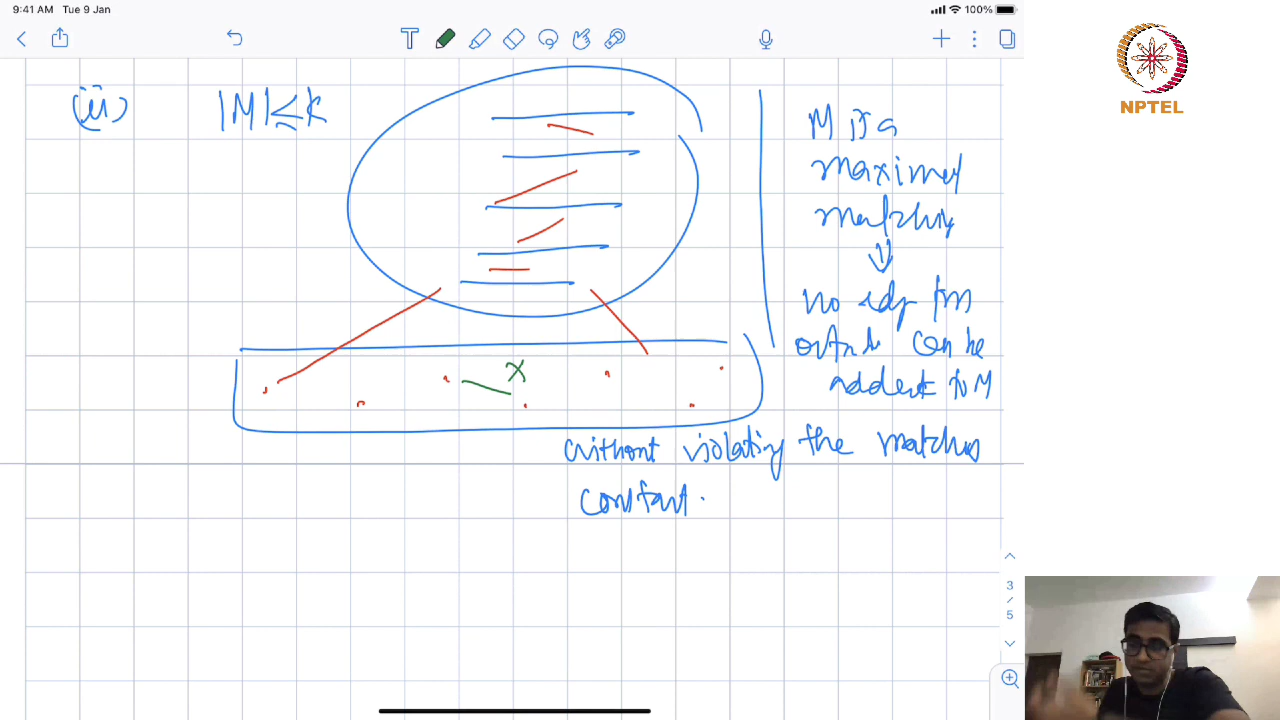 9:41 AM Tue 9 Jan
100%
NPTEL
(ii) |M| ≤ k
M is a
maximal
matching
⇓
no edge from
outside can be
added to M
without violating the matching
constraint.
X
3
/
5